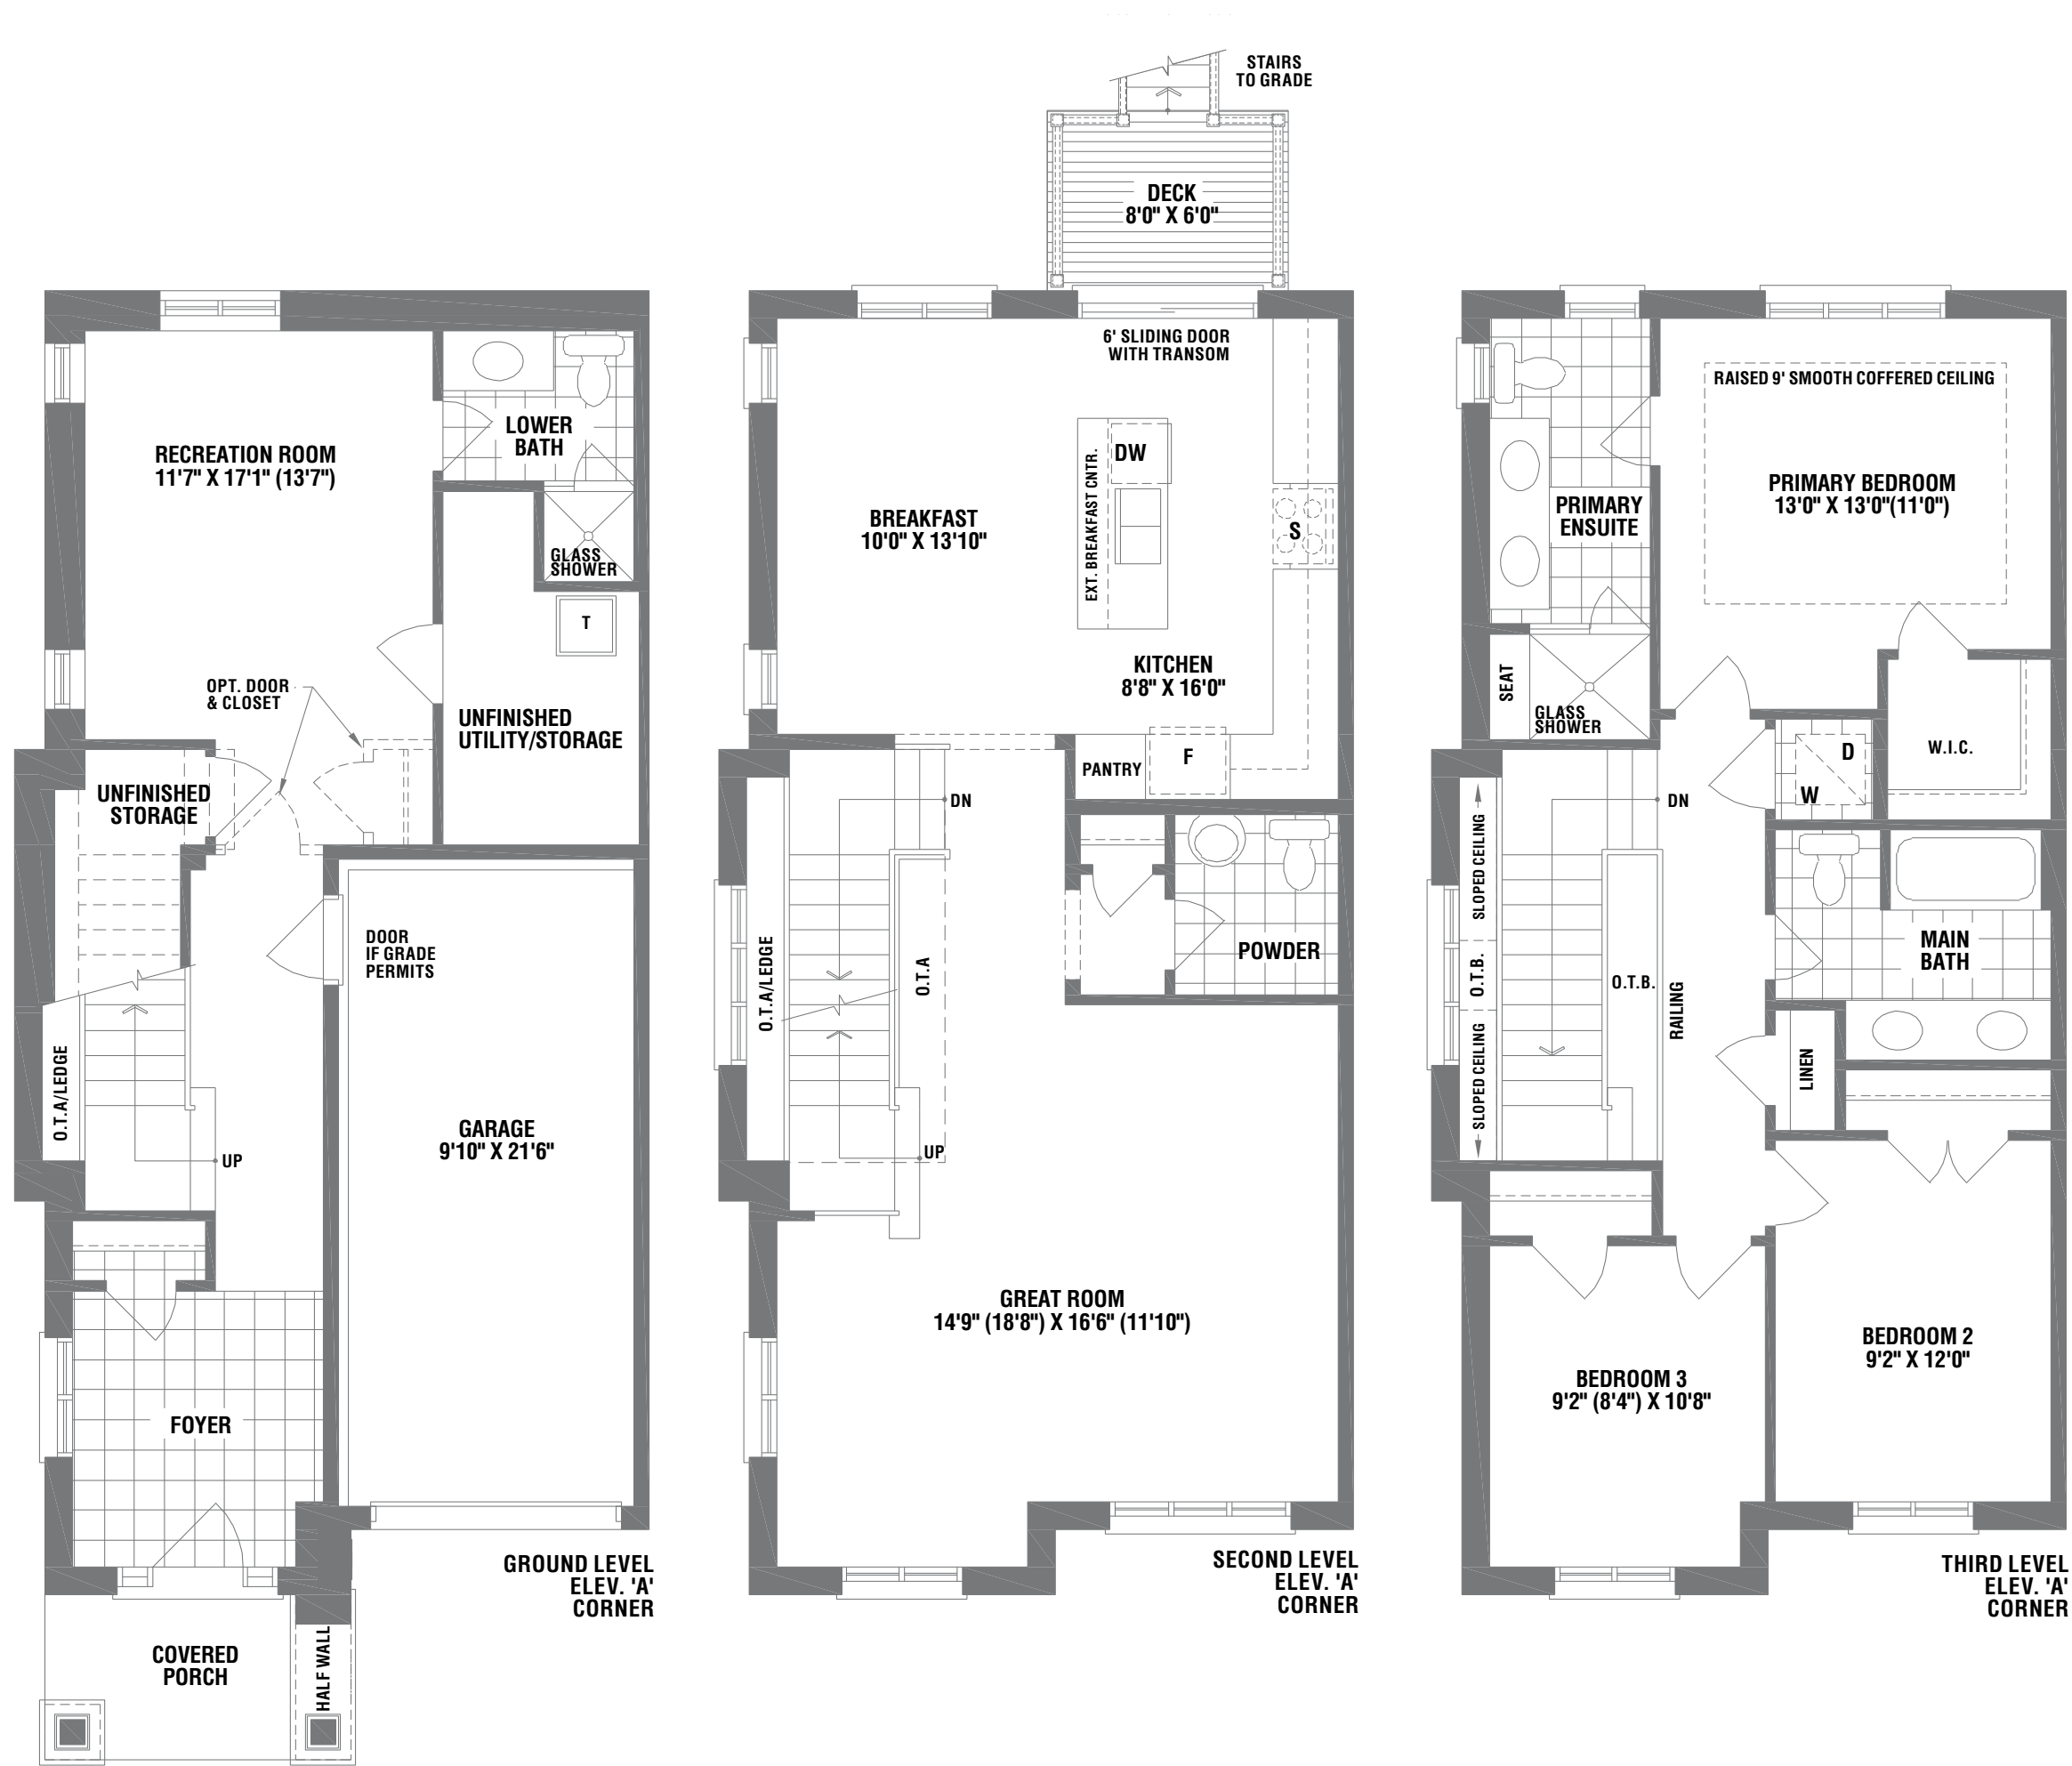 STAIRS
TO GRADE
DECK
8'0" X 6'0"
RECREATION ROOM
11'7" X 17'1" (13'7")
LOWER
BATH
GLASS
SHOWER
T
OPT. DOOR
& CLOSET
UNFINISHED
UTILITY/STORAGE
UNFINISHED
STORAGE
DOOR
IF GRADE
PERMITS
O.T.A/LEDGE
UP
GARAGE
9'10" X 21'6"
FOYER
GROUND LEVEL
ELEV. 'A'
CORNER
COVERED
PORCH
HALF WALL
6' SLIDING DOOR
WITH TRANSOM
BREAKFAST
10'0" X 13'10"
EXT. BREAKFAST CNTR.
DW
S
KITCHEN
8'8" X 16'0"
PANTRY
F
DN
O.T.A/LEDGE
O.T.A
POWDER
UP
GREAT ROOM
14'9" (18'8") X 16'6" (11'10")
SECOND LEVEL
ELEV. 'A'
CORNER
RAISED 9' SMOOTH COFFERED CEILING
PRIMARY BEDROOM
13'0" X 13'0"(11'0")
PRIMARY
ENSUITE
SEAT
GLASS
SHOWER
D
W
W.I.C.
DN
SLOPED CEILING
O.T.B.
SLOPED CEILING
O.T.B.
RAILING
MAIN
BATH
LINEN
BEDROOM 2
9'2" X 12'0"
BEDROOM 3
9'2" (8'4") X 10'8"
THIRD LEVEL
ELEV. 'A'
CORNER